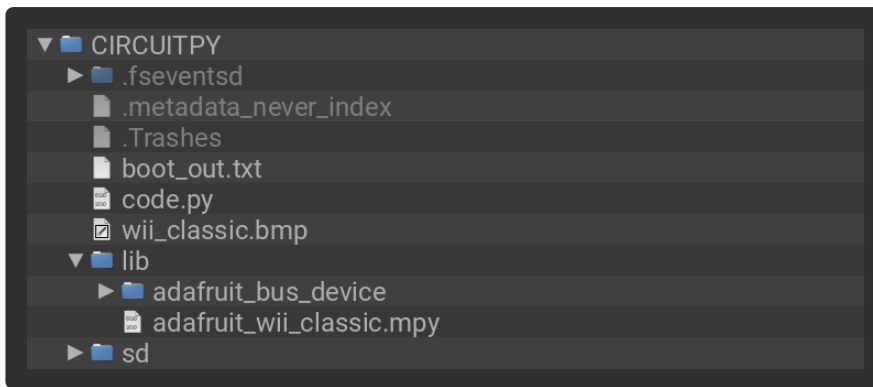 CIRCUITPY
.fseventsd
.metadata_never_index
.Trashes
boot_out.txt
code.py
wii_classic.bmp
lib
adafruit_bus_device
adafruit_wii_classic.mpy
sd